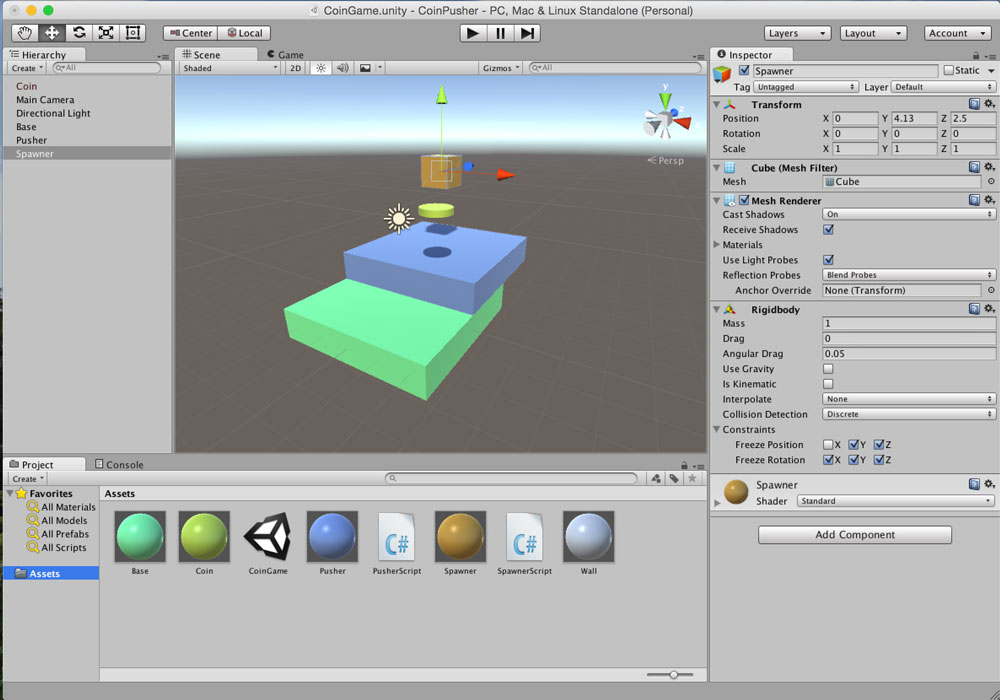 CoinGame.unity - CoinPusher - PC, Mac & Linux Standalone (Personal)
Center Local Layers Layout Account
Hierarchy
Create All
Coin
Main Camera
Directional Light
Base
Pusher
Spawner
Scene Game
Shaded 2D Gizmos All
y
Persp
Project Console
Create
Favorites
All Materials
All Models
All Prefabs
All Scripts
Assets
Assets
Base Coin CoinGame Pusher PusherScript Spawner SpawnerScript Wall
C# C#
Inspector
Spawner Static
Tag Untagged Layer Default
Transform
Position X 0 Y 4.13 Z 2.5
Rotation X 0 Y 0 Z 0
Scale X 1 Y 1 Z 1
Cube (Mesh Filter)
Mesh Cube
Mesh Renderer
Cast Shadows On
Receive Shadows
Materials
Use Light Probes
Reflection Probes Blend Probes
Anchor Override None (Transform)
Rigidbody
Mass 1
Drag 0
Angular Drag 0.05
Use Gravity
Is Kinematic
Interpolate None
Collision Detection Discrete
Constraints
Freeze Position X Y Z
Freeze Rotation X Y Z
Spawner
Shader Standard
Add Component